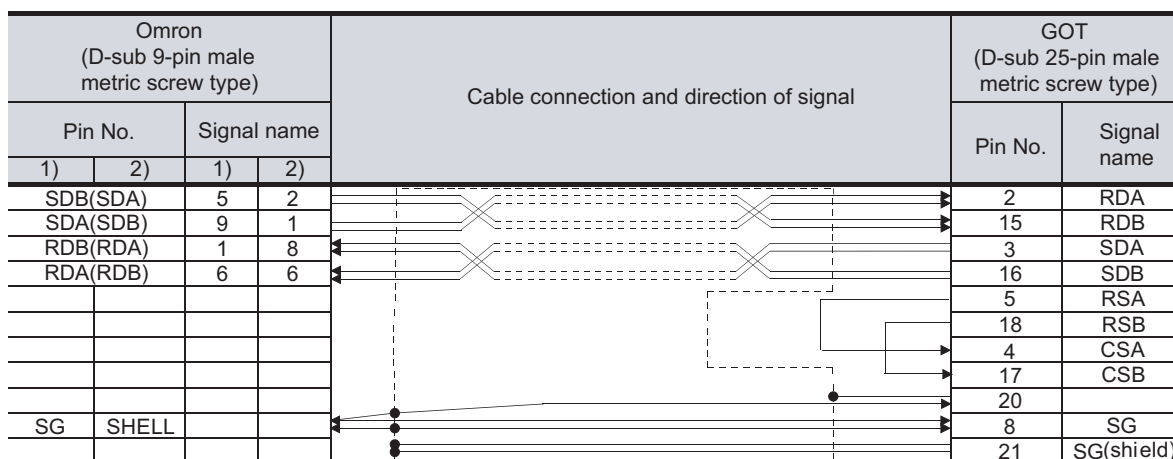 Omron
(D-sub 9-pin male
metric screw type)
Cable connection and direction of signal
GOT
(D-sub 25-pin male
metric screw type)
Pin No.
Signal name
Pin No.
Signal
name
1) 2) 1) 2)
SDB(SDA) 5 2 2 RDA
SDA(SDB) 9 1 15 RDB
RDB(RDA) 1 8 3 SDA
RDA(RDB) 6 6 16 SDB
5 RSA
18 RSB
4 CSA
17 CSB
20
SG SHELL 8 SG
21 SG(shield)